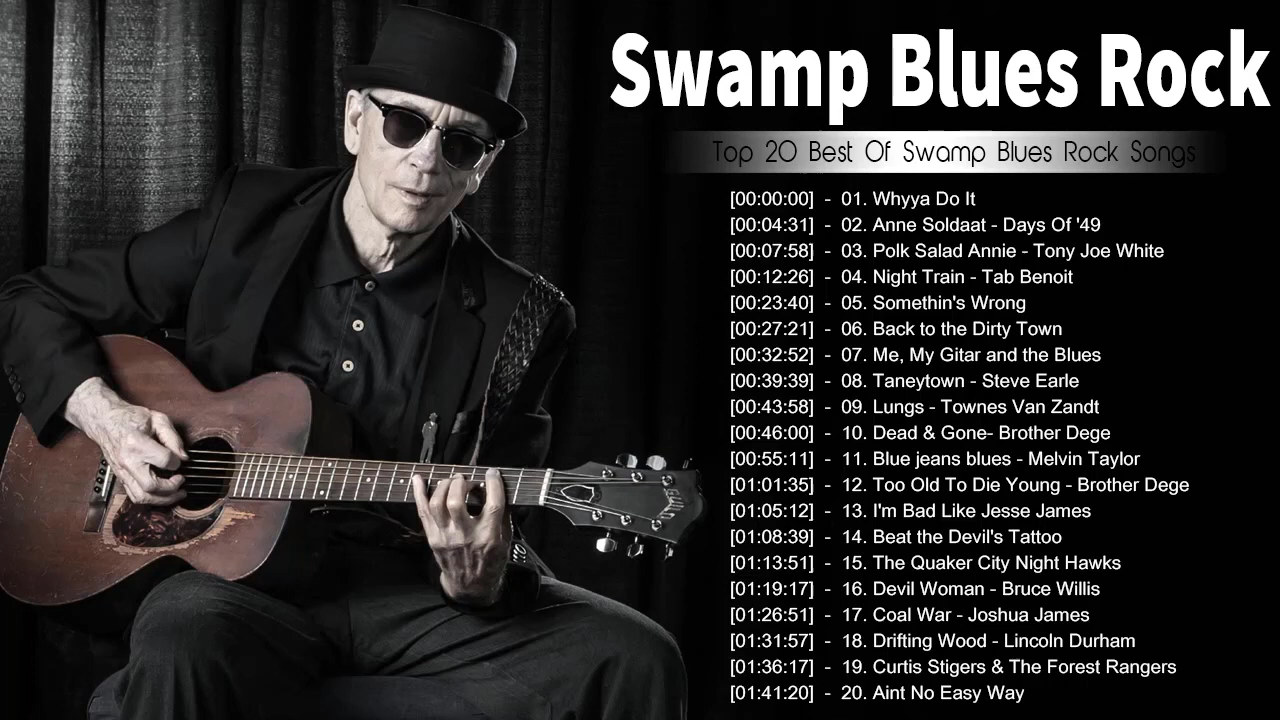 Swamp Blues Rock
Top 20 Best Of Swamp Blues Rock Songs
[00:00:00] - 01. Whyya Do It
[00:04:31] - 02. Anne Soldaat - Days Of '49
[00:07:58] - 03. Polk Salad Annie - Tony Joe White
[00:12:26] - 04. Night Train - Tab Benoit
[00:23:40] - 05. Somethin's Wrong
[00:27:21] - 06. Back to the Dirty Town
[00:32:52] - 07. Me, My Gitar and the Blues
[00:39:39] - 08. Taneytown - Steve Earle
[00:43:58] - 09. Lungs - Townes Van Zandt
[00:46:00] - 10. Dead & Gone- Brother Dege
[00:55:11] - 11. Blue jeans blues - Melvin Taylor
[01:01:35] - 12. Too Old To Die Young - Brother Dege
[01:05:12] - 13. I'm Bad Like Jesse James
[01:08:39] - 14. Beat the Devil's Tattoo
[01:13:51] - 15. The Quaker City Night Hawks
[01:19:17] - 16. Devil Woman - Bruce Willis
[01:26:51] - 17. Coal War - Joshua James
[01:31:57] - 18. Drifting Wood - Lincoln Durham
[01:36:17] - 19. Curtis Stigers & The Forest Rangers
[01:41:20] - 20. Aint No Easy Way
GUILD